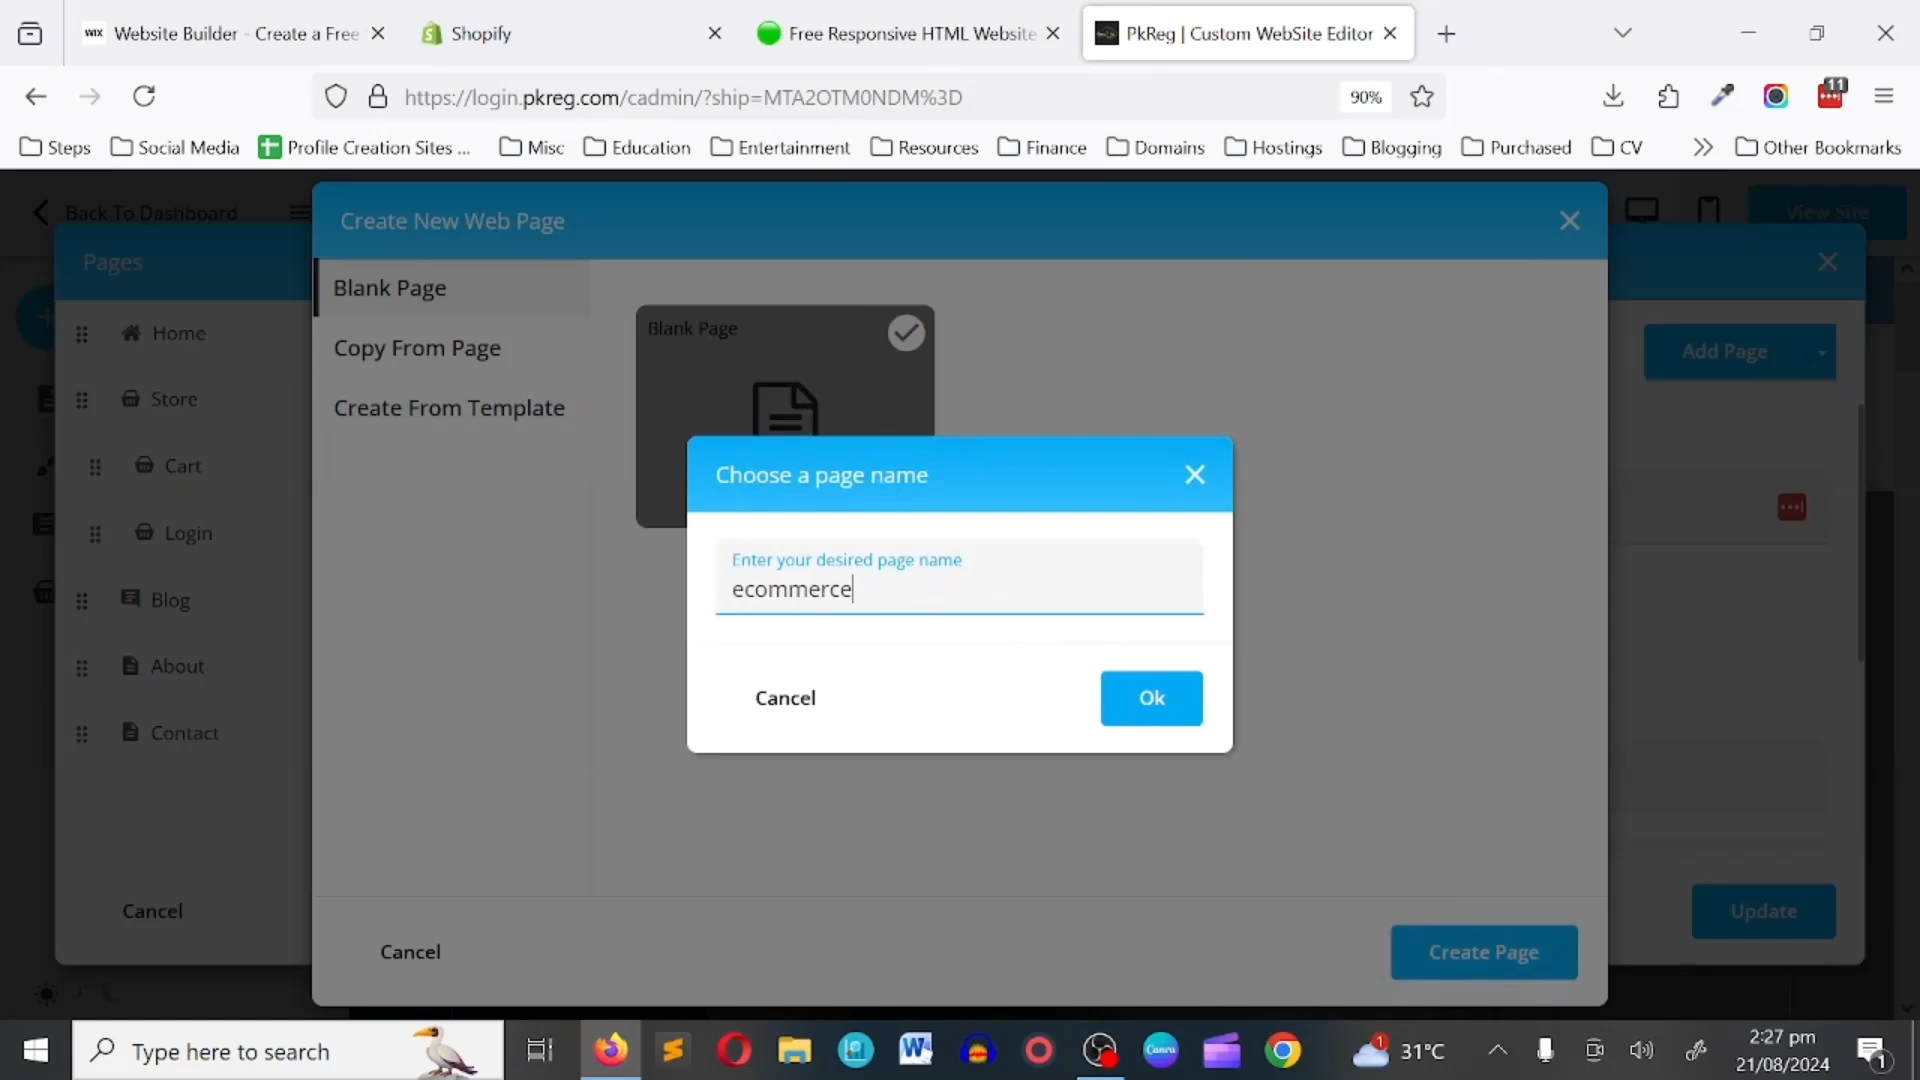 WIX Website Builder - Create a Free
Shopify
Free Responsive HTML Website
PkReg | Custom WebSite Editor
https://login.pkreg.com/cadmin/?ship=MTA2OTM0NDM%3D
90%
11
Steps
Social Media
Profile Creation Sites ...
Misc
Education
Entertainment
Resources
Finance
Domains
Hostings
Blogging
Purchased
CV
Other Bookmarks
Back To Dashboard
View Site
Create New Web Page
Pages
Blank Page
Copy From Page
Create From Template
Blank Page
Home
Store
Cart
Login
Blog
About
Contact
Add Page
Choose a page name
Enter your desired page name
ecommerce
Cancel
Ok
Cancel
Update
Cancel
Create Page
Type here to search
W
Canva
1
31°C
2:27 pm
21/08/2024
1